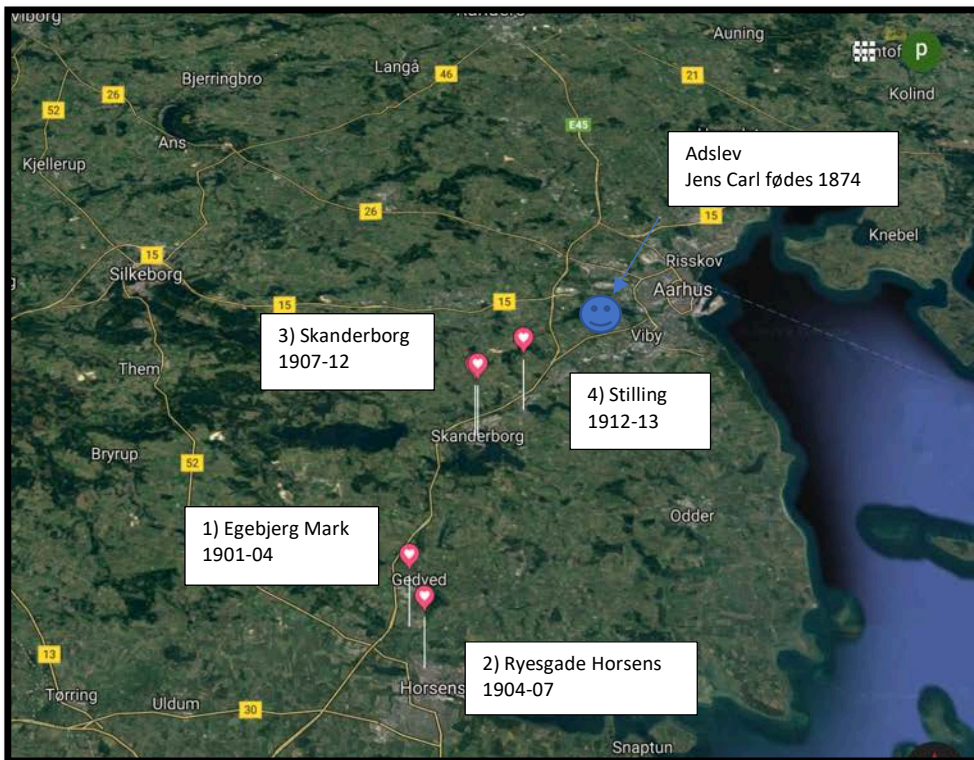 Viborg
Auning
p
Langå
46
21
Bjerringbro
Kolind
26
52
E45
Ans
Kjellerup
Adslev
Jens Carl fødes 1874
26
15
Knebel
15
Risskov
Silkeborg
Aarhus
15
15
3) Skanderborg
1907-12
Viby
Them
4) Stilling
1912-13
Skanderborg
Bryrup
52
1) Egebjerg Mark
1901-04
Odder
Gedved
2) Ryesgade Horsens
1904-07
13
Tørring
Uldum
30
Horsens
Snaptun